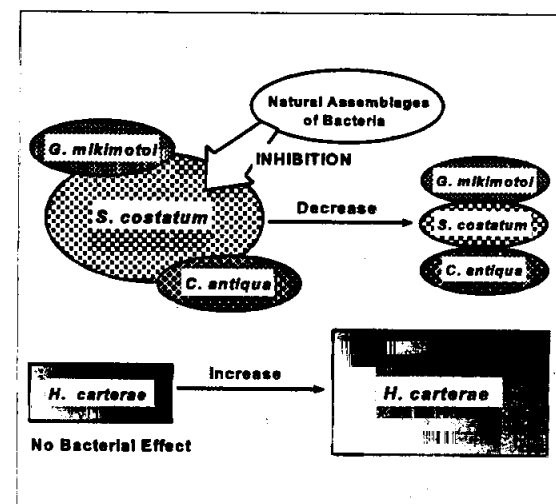 Natural Assemblages
of Bacteria
G. mikimotoi
INHIBITION
S. costatum
Decrease
G. mikimotoi
S. costatum
C. antiqua
C. antiqua
Increase
H. carterae
H. carterae
No Bacterial Effect